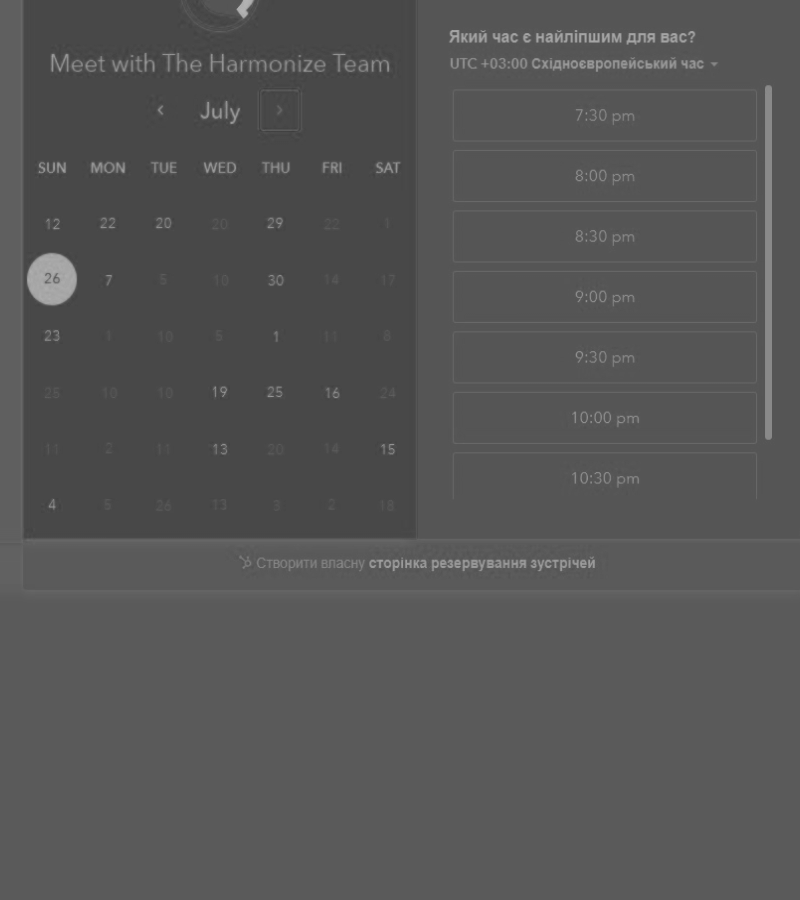 Meet with The Harmonize Team
July
SUN MON TUE WED THU FRI SAT
12 22 20 20 29 22 1
26 7 5 10 30 14 17
23 1 10 5 1 11 8
25 10 10 19 25 16 24
11 2 11 13 20 14 15
4 5 26 13 3 2 18
Який час є найліпшим для вас?
UTC +03:00 Східноєвропейський час
7:30 pm
8:00 pm
8:30 pm
9:00 pm
9:30 pm
10:00 pm
10:30 pm
Створити власну сторінка резервування зустрічей